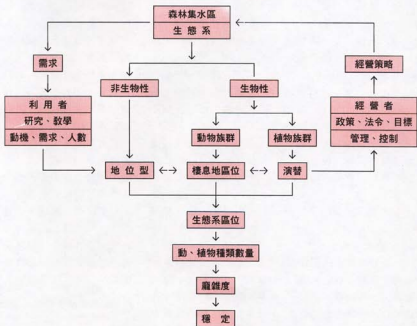 森林集水區
生態系
需求
經營策略
非生物性
生物性
利用者
研究、教學
動機、需求、人數
經營者
政策、法令、目標
管理、控制
動物族群
植物族群
地位型
棲息地區位
演替
生態系區位
動、植物種類數量
龐雜度
穩定